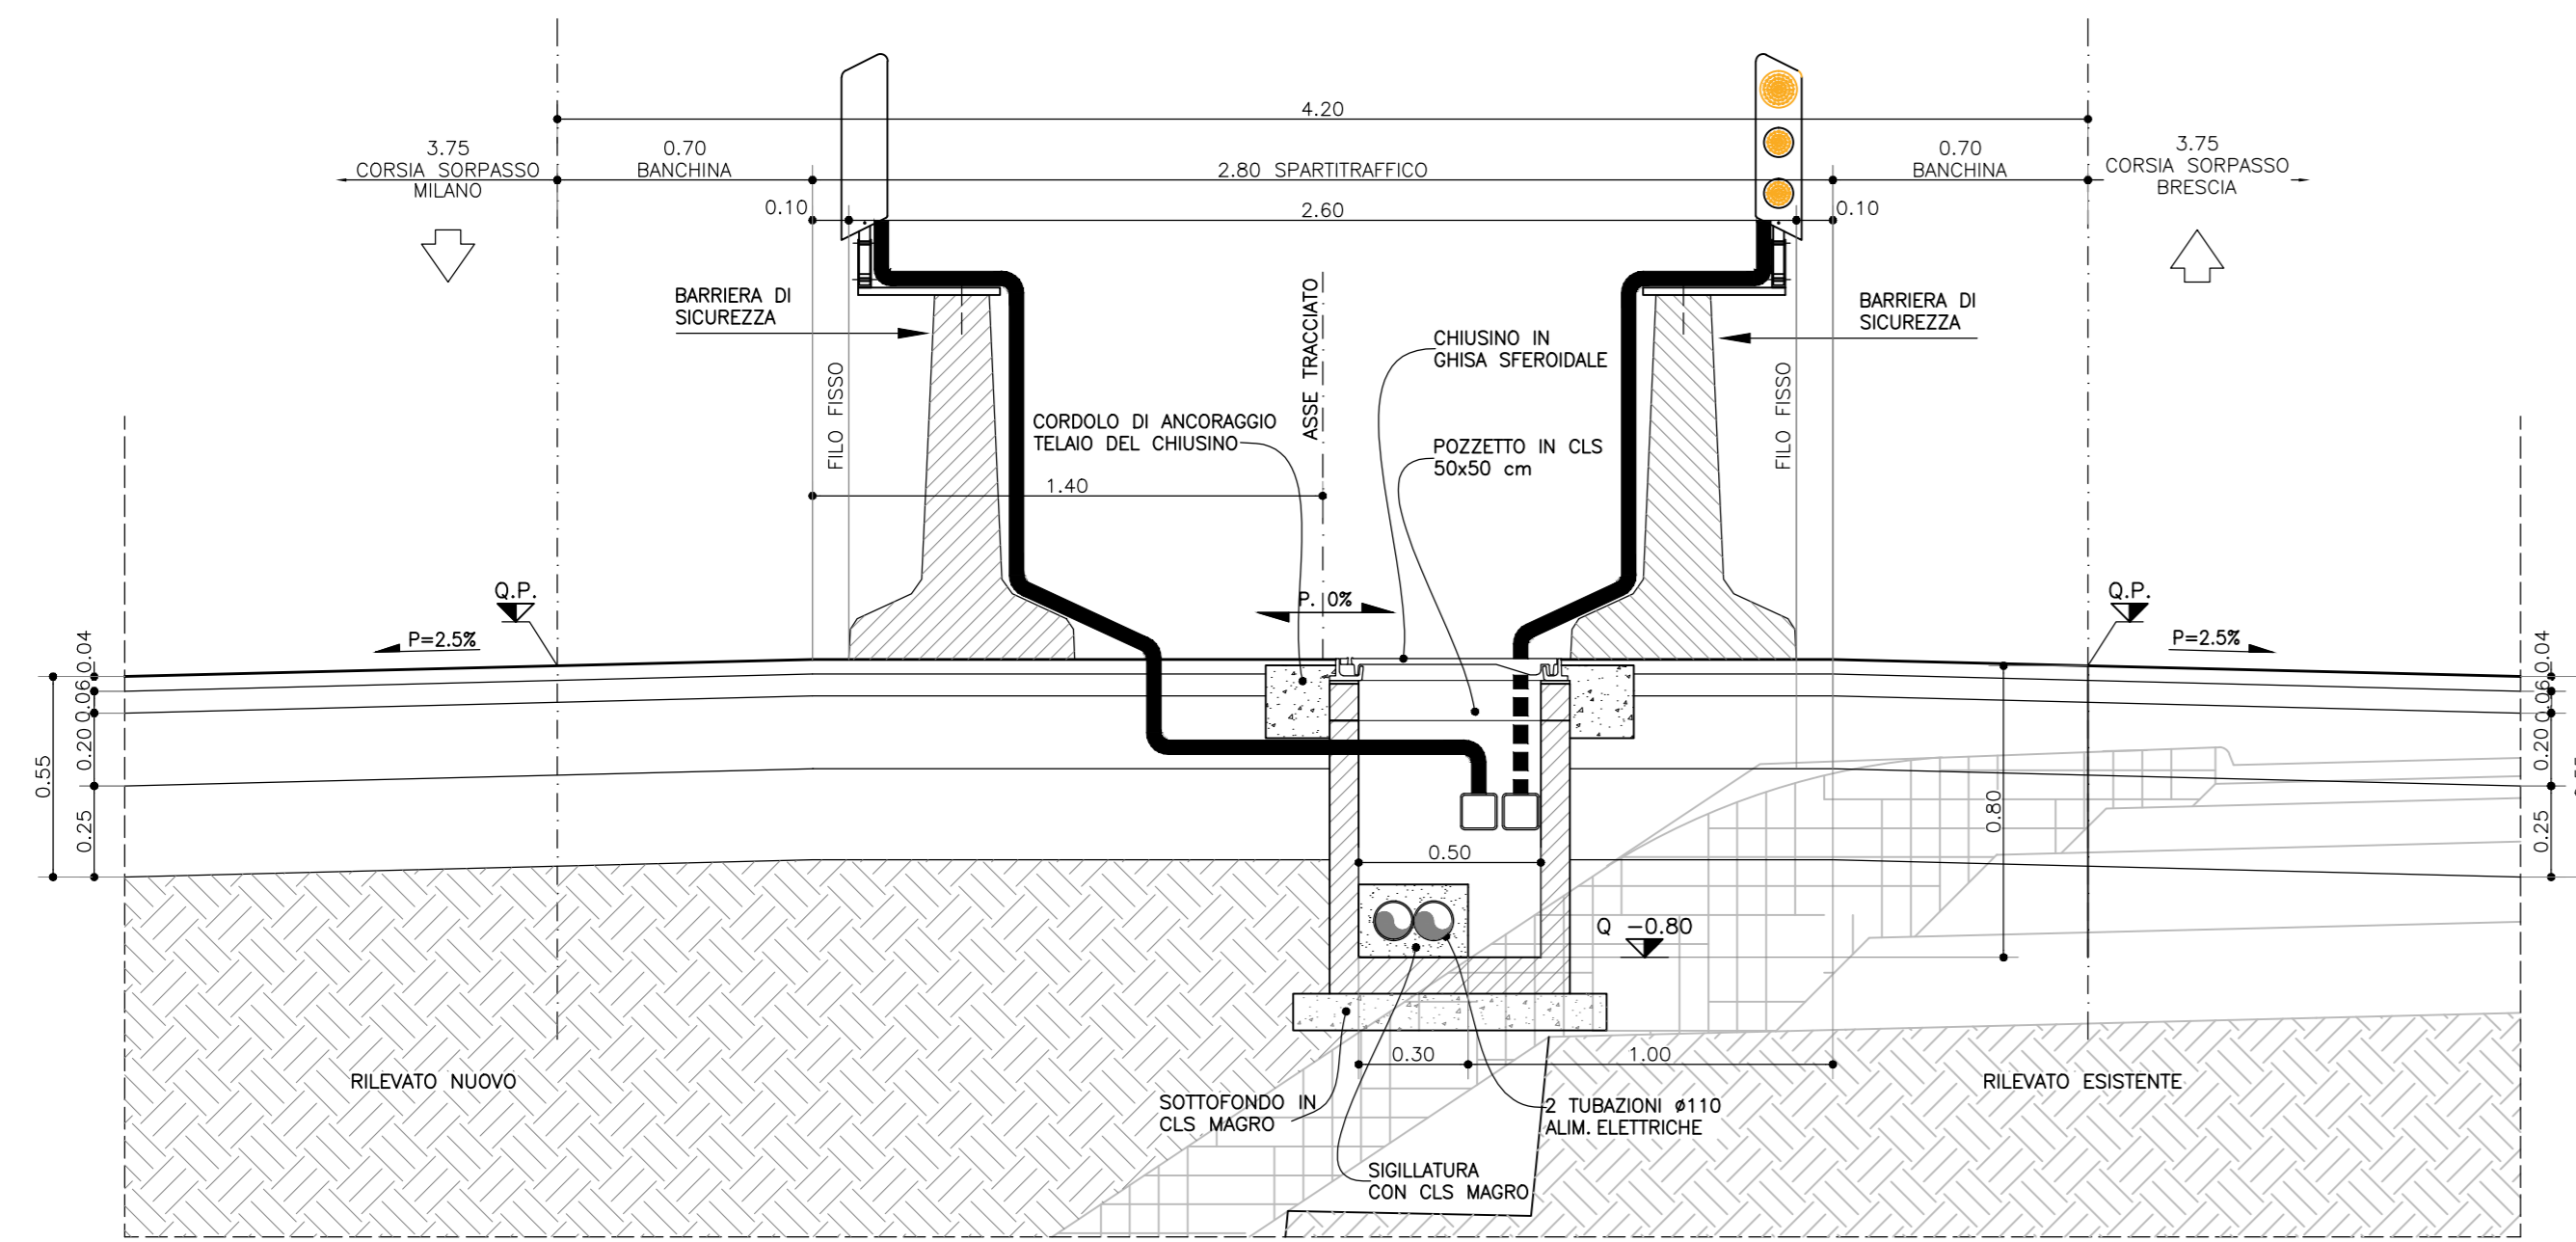 4.20
3.75
CORSIA SORPASSO
MILANO
0.70
BANCHINA
2.80 SPARTITRAFFICO
0.70
BANCHINA
3.75
CORSIA SORPASSO
BRESCIA
0.10
2.60
0.10
BARRIERA DI
SICUREZZA
ASSE TRACCIATO
BARRIERA DI
SICUREZZA
CHIUSINO IN
GHISA SFEROIDALE
FILO FISSO
FILO FISSO
CORDOLO DI ANCORAGGIO
TELAIO DEL CHIUSINO
POZZETTO IN CLS
50x50 cm
1.40
Q.P.
P. 0%
Q.P.
P=2.5%
P=2.5%
0.04
0.06
0.20
0.55
0.25
0.04
0.06
0.20
0.25
0.80
0.50
Q -0.80
0.30
1.00
RILEVATO NUOVO
RILEVATO ESISTENTE
SOTTOFONDO IN
CLS MAGRO
2 TUBAZIONI ø110
ALIM. ELETTRICHE
SIGILLATURA
CON CLS MAGRO